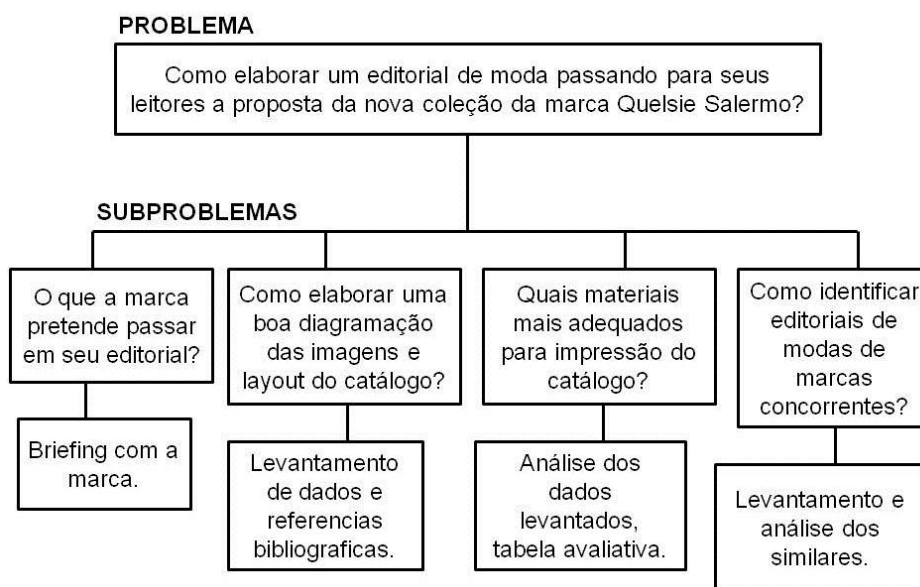 PROBLEMA
Como elaborar um editorial de moda passando para seus
leitores a proposta da nova coleção da marca Quelsie Salermo?
SUBPROBLEMAS
O que a marca
pretende passar
em seu editorial?
Briefing com a
marca.
Como elaborar uma
boa diagramação
das imagens e
layout do catálogo?
Levantamento
de dados e
referencias
bibliograficas.
Quais materiais
mais adequados
para impressão do
catálogo?
Análise dos
dados
levantados,
tabela avaliativa.
Como identificar
editoriais de
modas de
marcas
concorrentes?
Levantamento e
análise dos
similares.